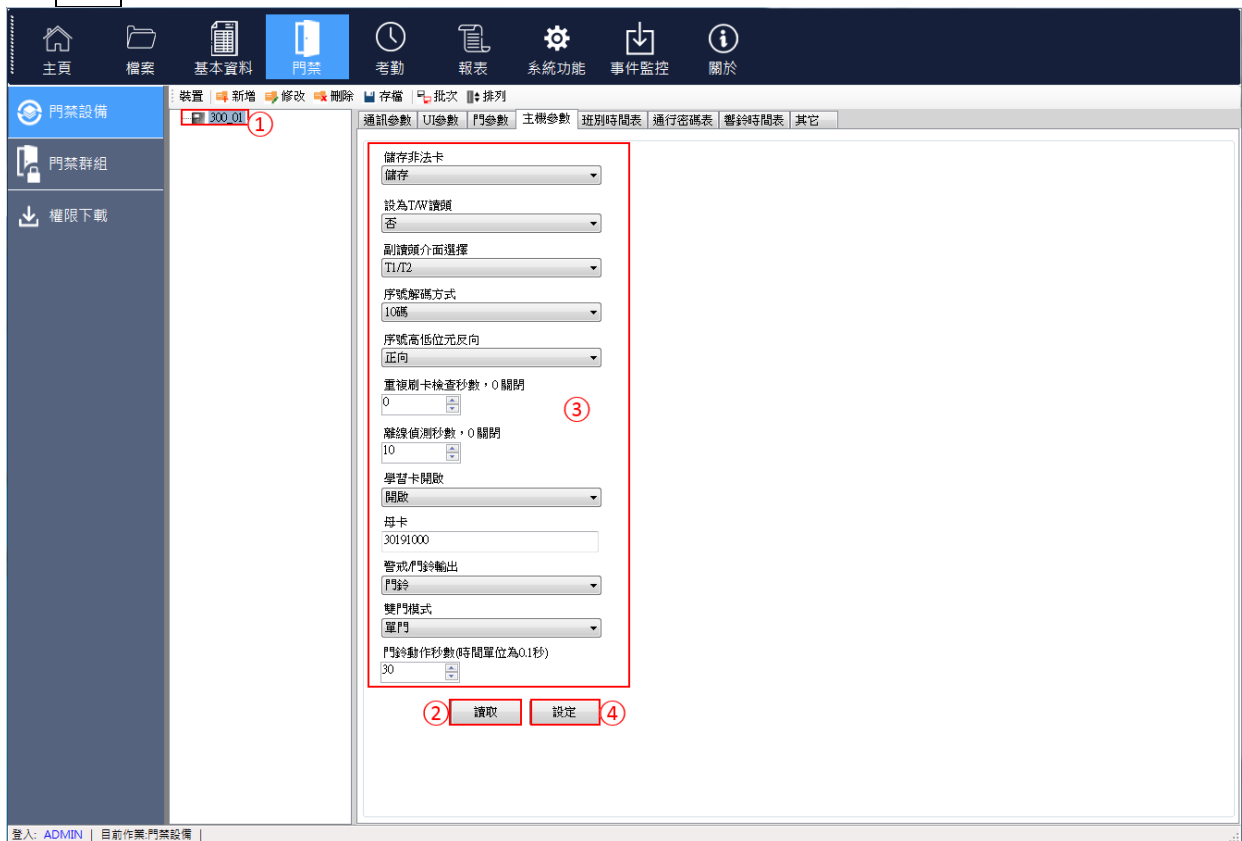 主頁 檔案 基本資料 門禁 考勤 報表 系統功能 事件監控 關於
裝置 新增 修改 刪除 存檔 批次 排列
門禁設備
門禁群組
權限下載
300_01 ①
通訊參數 UI參數 門參數 主機參數 班別時間表 通行密碼表 響鈴時間表 其它
儲存非法卡
儲存
設為T/W讀頭
否
副讀頭介面選擇
T1/T2
序號解碼方式
10碼
序號高低位元反向
正向
重複刷卡檢查秒數，0關閉
0
③
離線偵測秒數，0關閉
10
學習卡開啟
開啟
母卡
30191000
警戒/門鈴輸出
門鈴
雙門模式
單門
門鈴動作秒數(時間單位為0.1秒)
30
② 讀取 設定 ④
登入: ADMIN | 目前作業:門禁設備 |